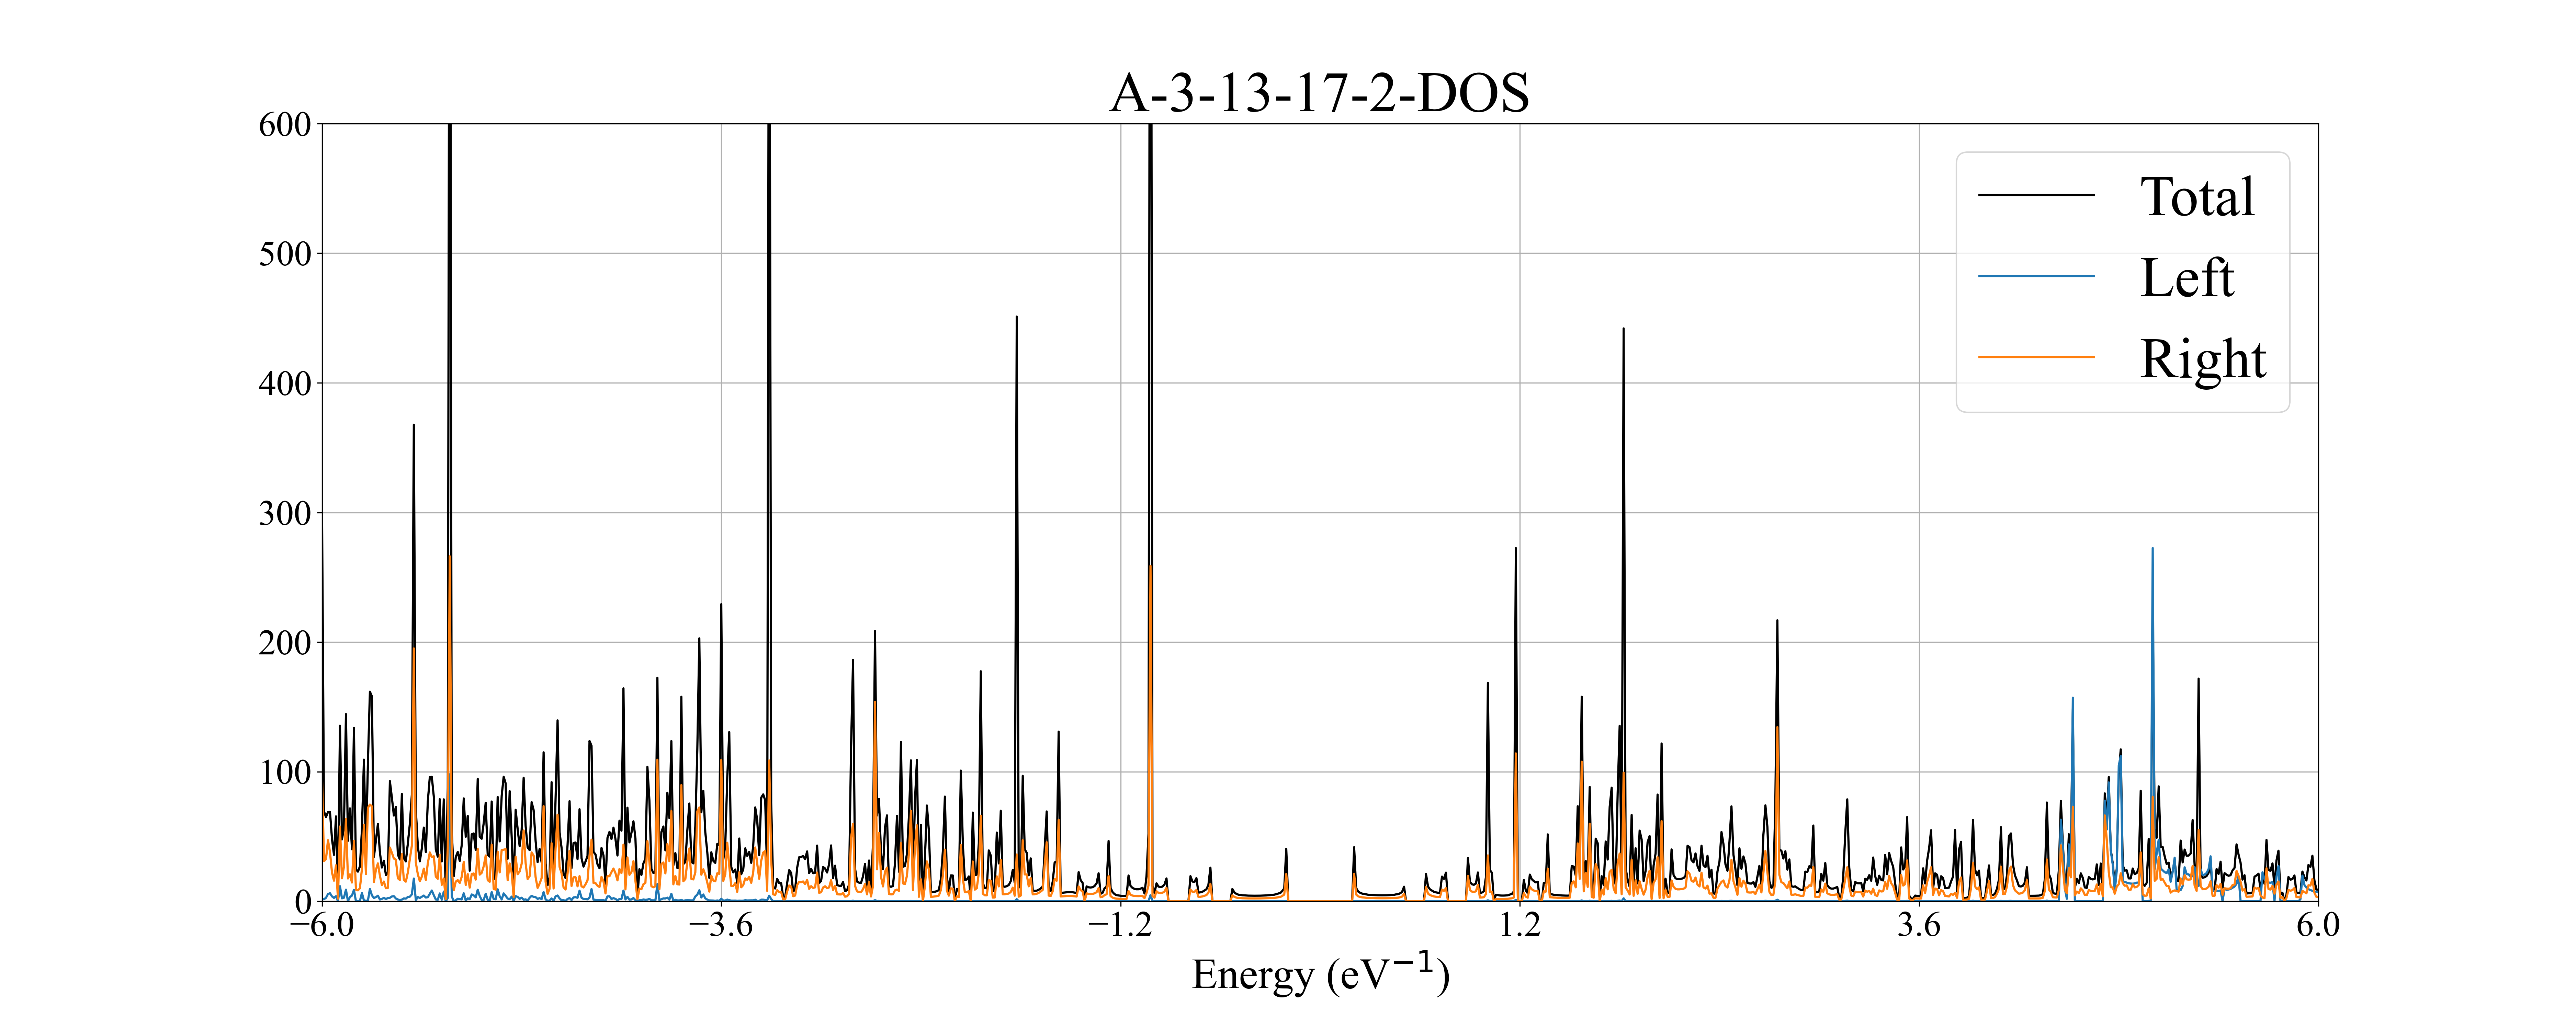 A-3-13-17-2-DOS
600
500
400
300
200
100
0
−6.0
−3.6
−1.2
1.2
3.6
6.0
Energy (eV⁻¹)
Total
Left
Right